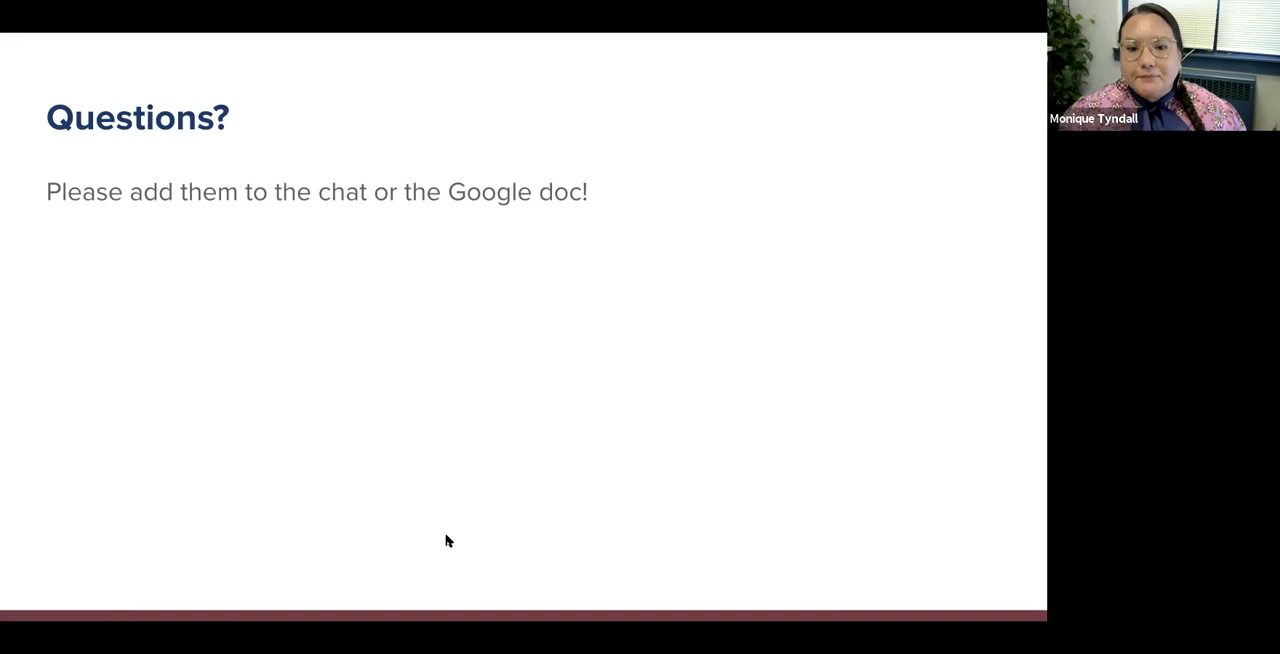 Questions?
Please add them to the chat or the Google doc!
Monique Tyndall